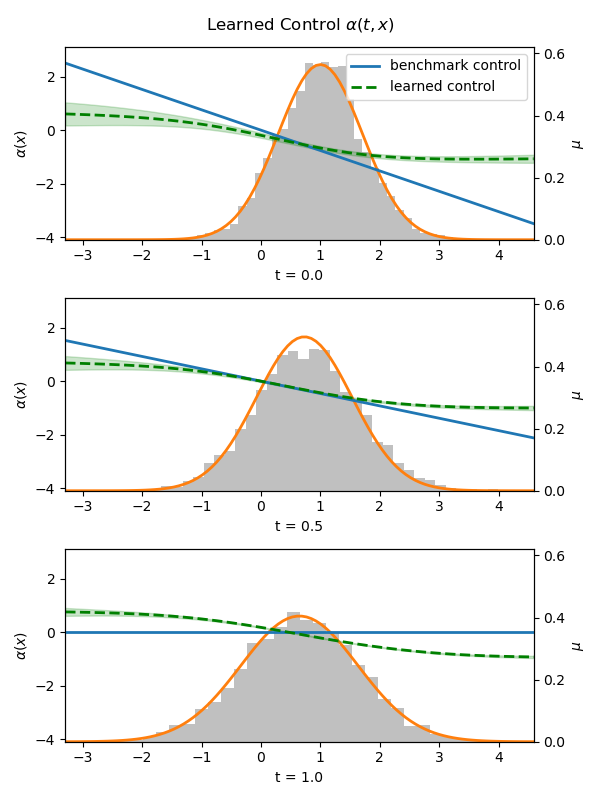 Learned Control α(t, x)
benchmark control
learned control
2
0
−2
−4
α(x)
0.6
0.4
0.2
0.0
μ
−3 −2 −1 0 1 2 3 4
t = 0.0
2
0
−2
−4
α(x)
0.6
0.4
0.2
0.0
μ
−3 −2 −1 0 1 2 3 4
t = 0.5
2
0
−2
−4
α(x)
0.6
0.4
0.2
0.0
μ
−3 −2 −1 0 1 2 3 4
t = 1.0